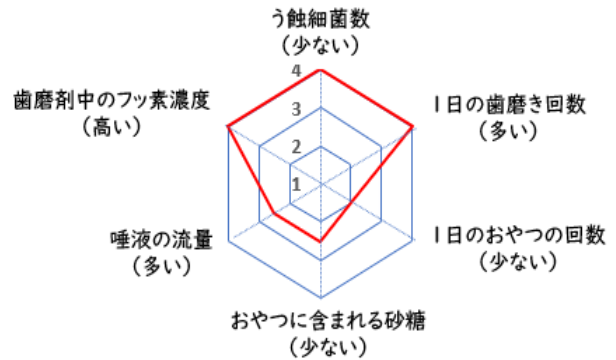 う蝕細菌数
(少ない)
4
3
2
1
歯磨剤中のフッ素濃度
(高い)
1日の歯磨き回数
(多い)
唾液の流量
(多い)
1日のおやつの回数
(少ない)
おやつに含まれる砂糖
(少ない)